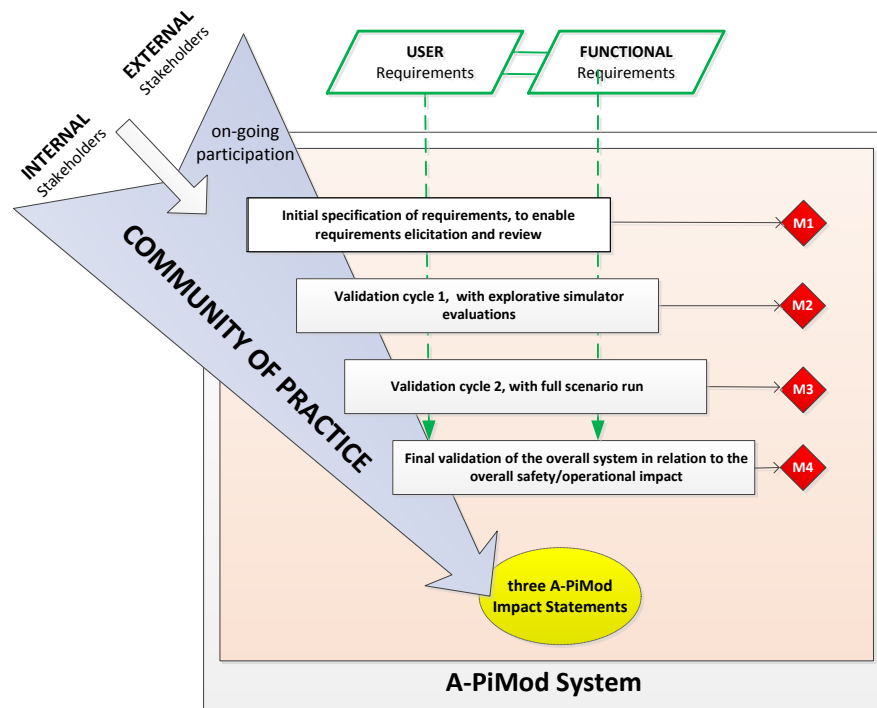 EXTERNAL
Stakeholders
INTERNAL
Stakeholders
USER
Requirements
FUNCTIONAL
Requirements
on-going
participation
COMMUNITY OF PRACTICE
Initial specification of requirements, to enable
requirements elicitation and review
M1
Validation cycle 1,  with explorative simulator
evaluations
M2
Validation cycle 2, with full scenario run
M3
Final validation of the overall system in relation to the
overall safety/operational impact
M4
three A-PiMod
Impact Statements
A-PiMod System